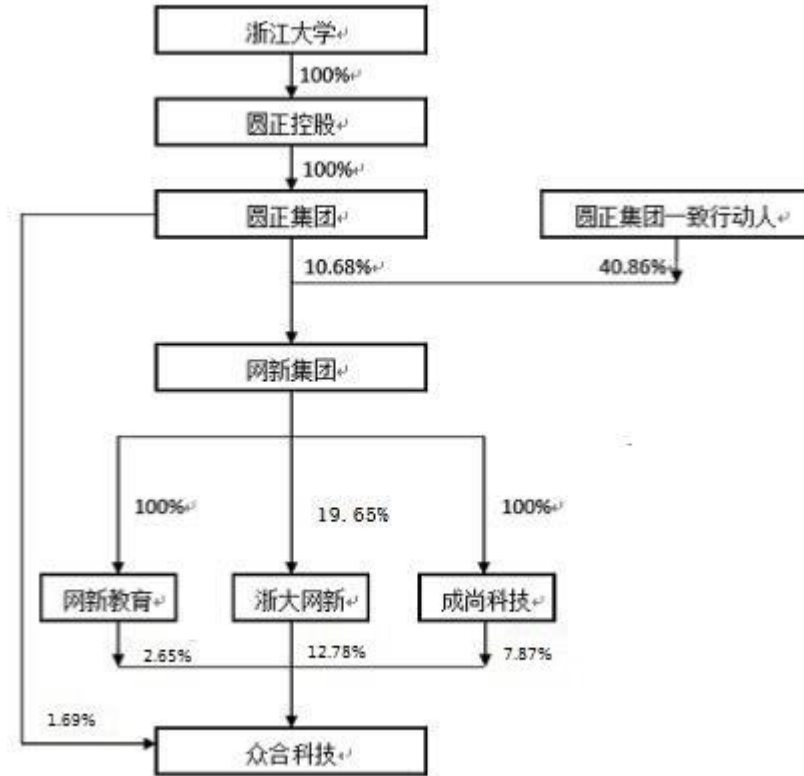 浙江大学
100%
圆正控股
100%
圆正集团
圆正集团一致行动人
10.68%
40.86%
网新集团
100%
19.65%
100%
网新教育
浙大网新
成尚科技
2.65%
12.78%
7.87%
1.69%
众合科技